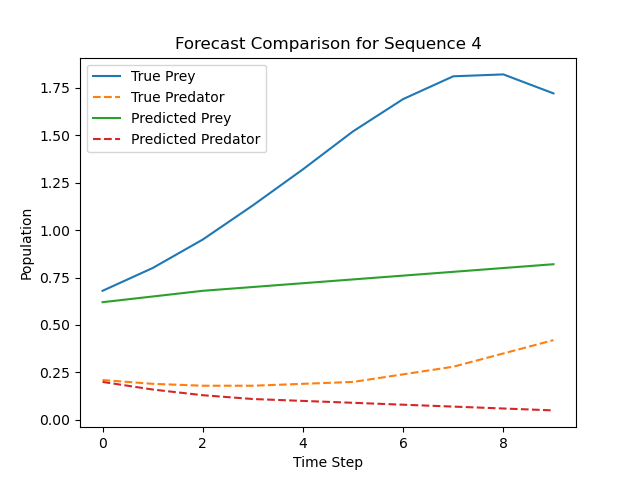 Forecast Comparison for Sequence 4
True Prey
True Predator
Predicted Prey
Predicted Predator
1.75
1.50
1.25
1.00
0.75
0.50
0.25
0.00
Population
0 2 4 6 8
Time Step